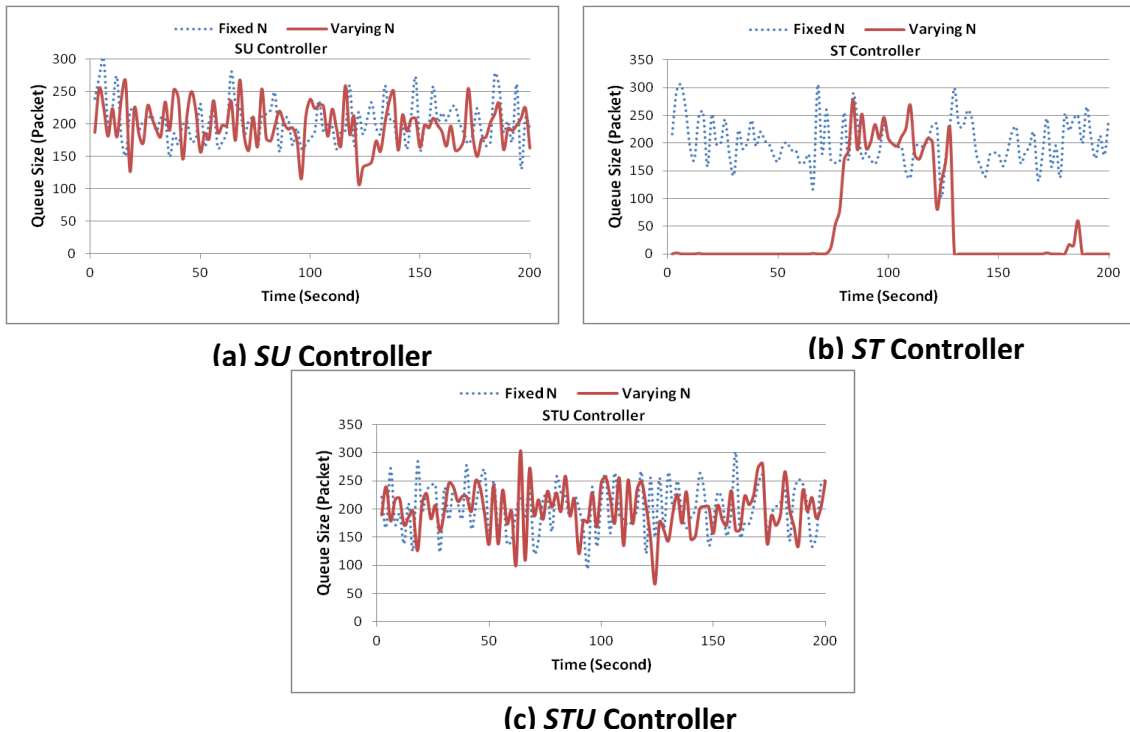 Fixed N Varying N
SU Controller
Queue Size (Packet)
300
250
200
150
100
50
0
0 50 100 150 200
Time (Second)
(a) SU Controller
Fixed N Varying N
ST Controller
Queue Size (Packet)
350
300
250
200
150
100
50
0
0 50 100 150 200
Time (Second)
(b) ST Controller
Fixed N Varying N
STU Controller
Queue Size (Packet)
350
300
250
200
150
100
50
0
0 50 100 150 200
Time (Second)
(c) STU Controller